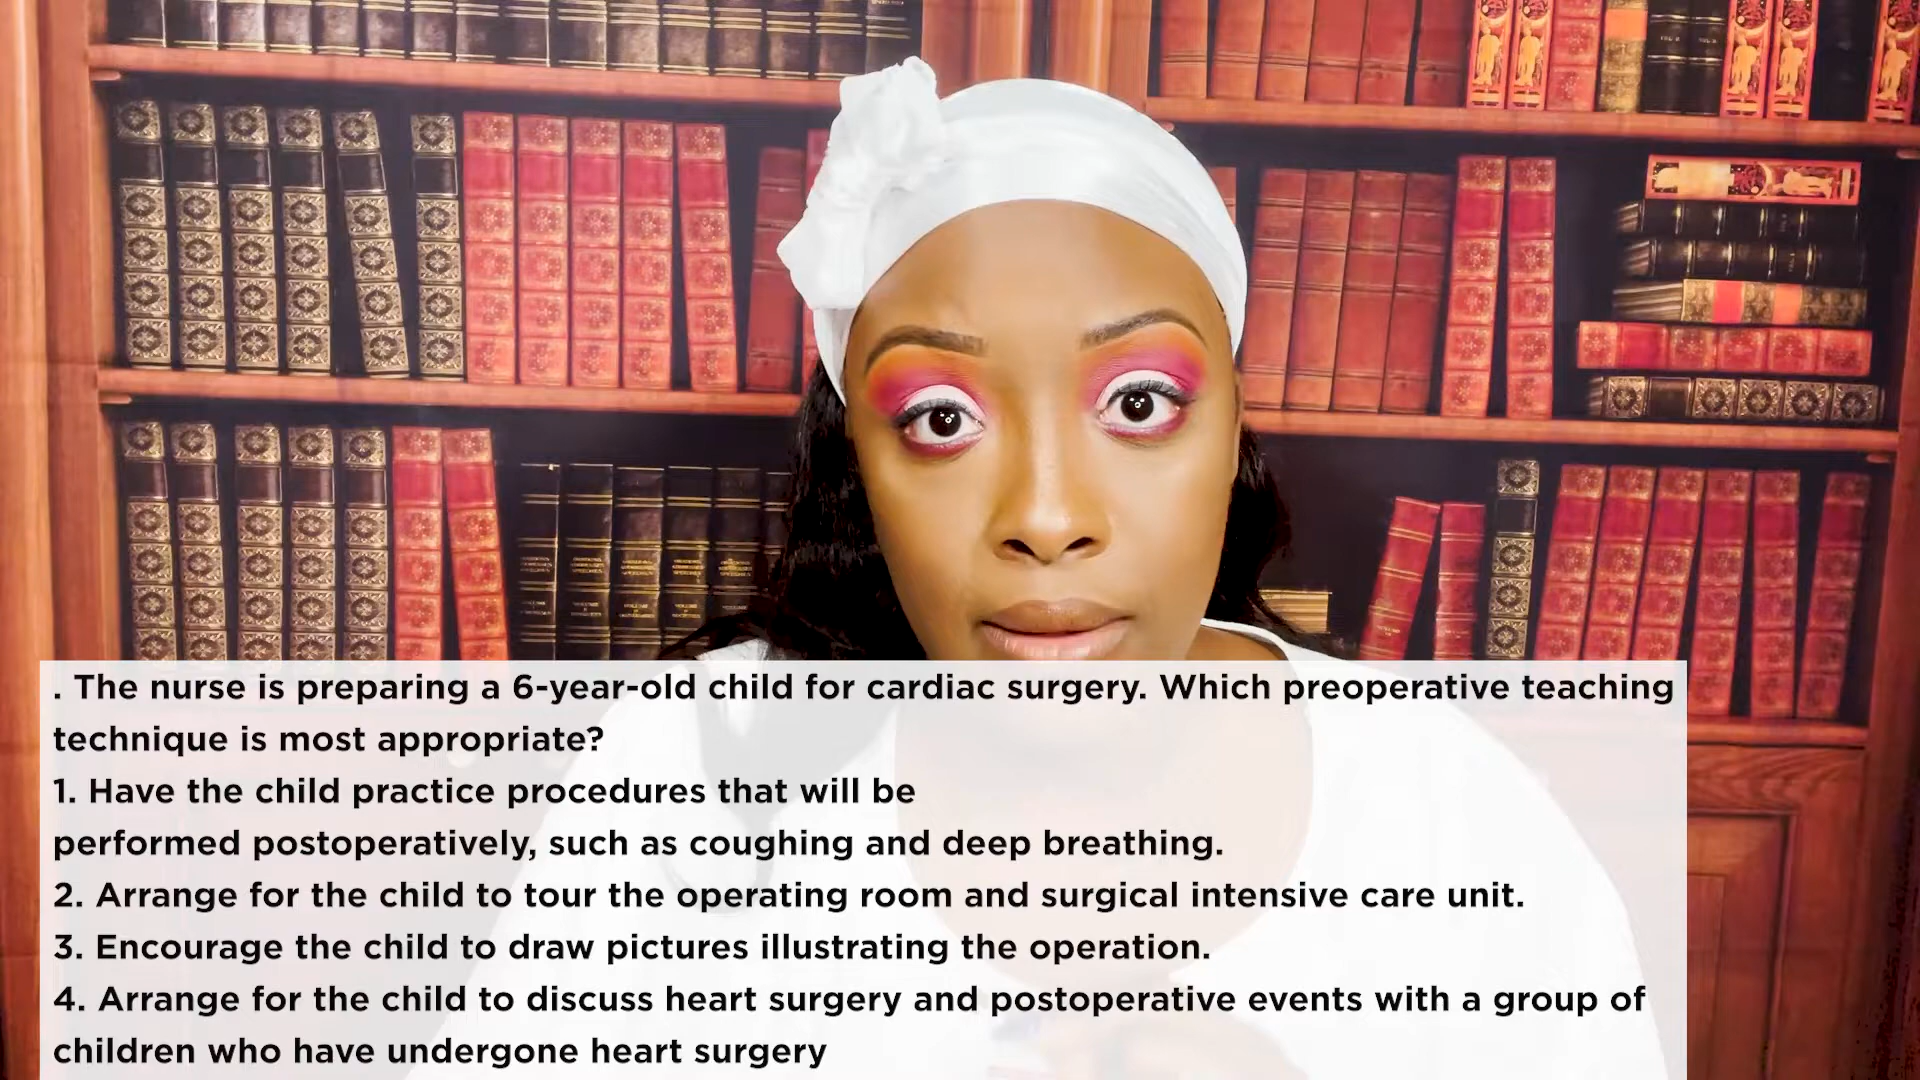 . The nurse is preparing a 6-year-old child for cardiac surgery. Which preoperative teaching
technique is most appropriate?
1. Have the child practice procedures that will be
performed postoperatively, such as coughing and deep breathing.
2. Arrange for the child to tour the operating room and surgical intensive care unit.
3. Encourage the child to draw pictures illustrating the operation.
4. Arrange for the child to discuss heart surgery and postoperative events with a group of
children who have undergone heart surgery